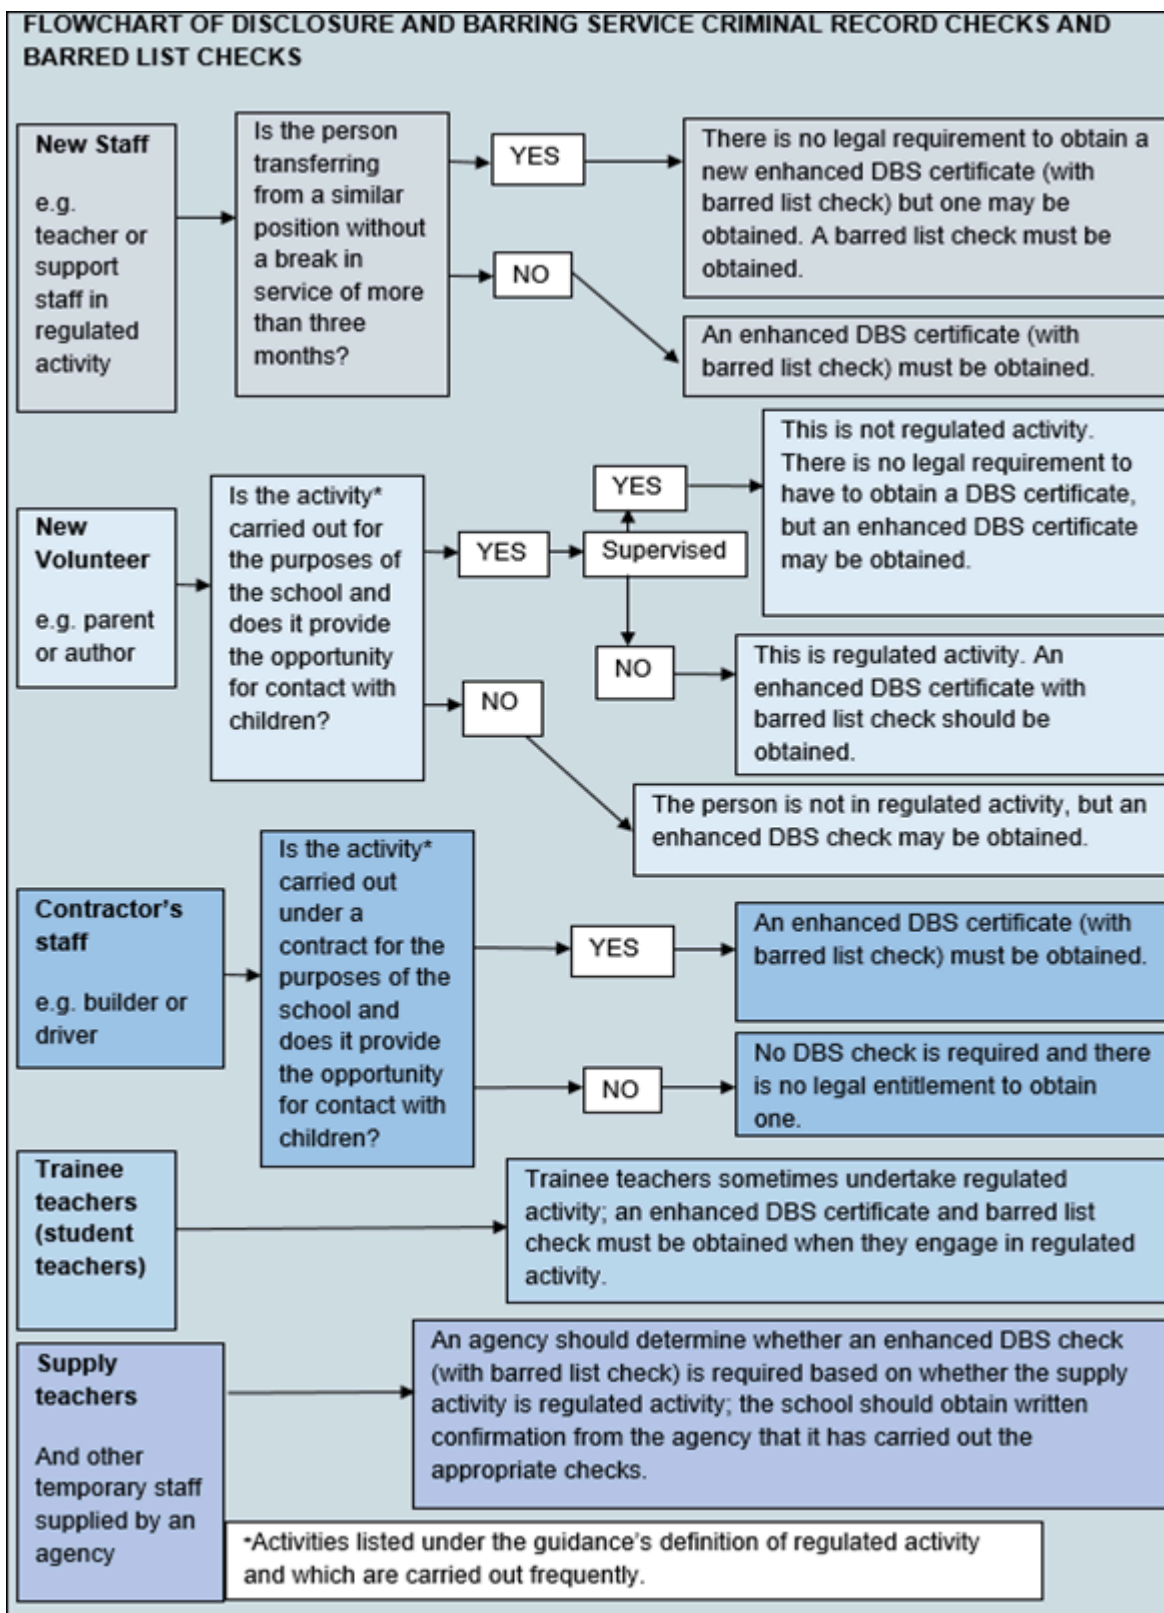 FLOWCHART OF DISCLOSURE AND BARRING SERVICE CRIMINAL RECORD CHECKS AND
BARRED LIST CHECKS
New Staff
e.g.
teacher or
support
staff in
regulated
activity
Is the person
transferring
from a similar
position without
a break in
service of more
than three
months?
YES
There is no legal requirement to obtain a
new enhanced DBS certificate (with
barred list check) but one may be
obtained. A barred list check must be
obtained.
NO
An enhanced DBS certificate (with
barred list check) must be obtained.
New
Volunteer
e.g. parent
or author
Is the activity*
carried out for
the purposes of
the school and
does it provide
the opportunity
for contact with
children?
YES
Supervised
YES
This is not regulated activity.
There is no legal requirement to
have to obtain a DBS certificate,
but an enhanced DBS certificate
may be obtained.
NO
This is regulated activity. An
enhanced DBS certificate with
barred list check should be
obtained.
NO
The person is not in regulated activity, but an
enhanced DBS check may be obtained.
Contractor's
staff
e.g. builder or
driver
Is the activity*
carried out
under a
contract for the
purposes of the
school and
does it provide
the opportunity
for contact with
children?
YES
An enhanced DBS certificate (with
barred list check) must be obtained.
NO
No DBS check is required and there
is no legal entitlement to obtain
one.
Trainee
teachers
(student
teachers)
Trainee teachers sometimes undertake regulated
activity; an enhanced DBS certificate and barred list
check must be obtained when they engage in regulated
activity.
Supply
teachers
And other
temporary staff
supplied by an
agency
An agency should determine whether an enhanced DBS check
(with barred list check) is required based on whether the supply
activity is regulated activity; the school should obtain written
confirmation from the agency that it has carried out the
appropriate checks.
*Activities listed under the guidance's definition of regulated activity
and which are carried out frequently.